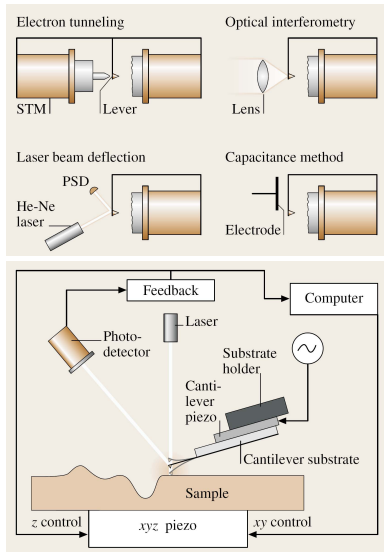 Electron tunneling
STM
Lever
Optical interferometry
Lens
Laser beam deflection
PSD
He-Ne
laser
Capacitance method
Electrode
Feedback
Computer
Laser
Photo-
detector
Substrate
holder
Canti-
lever
piezo
Cantilever substrate
Sample
z control
xyz piezo
xy control